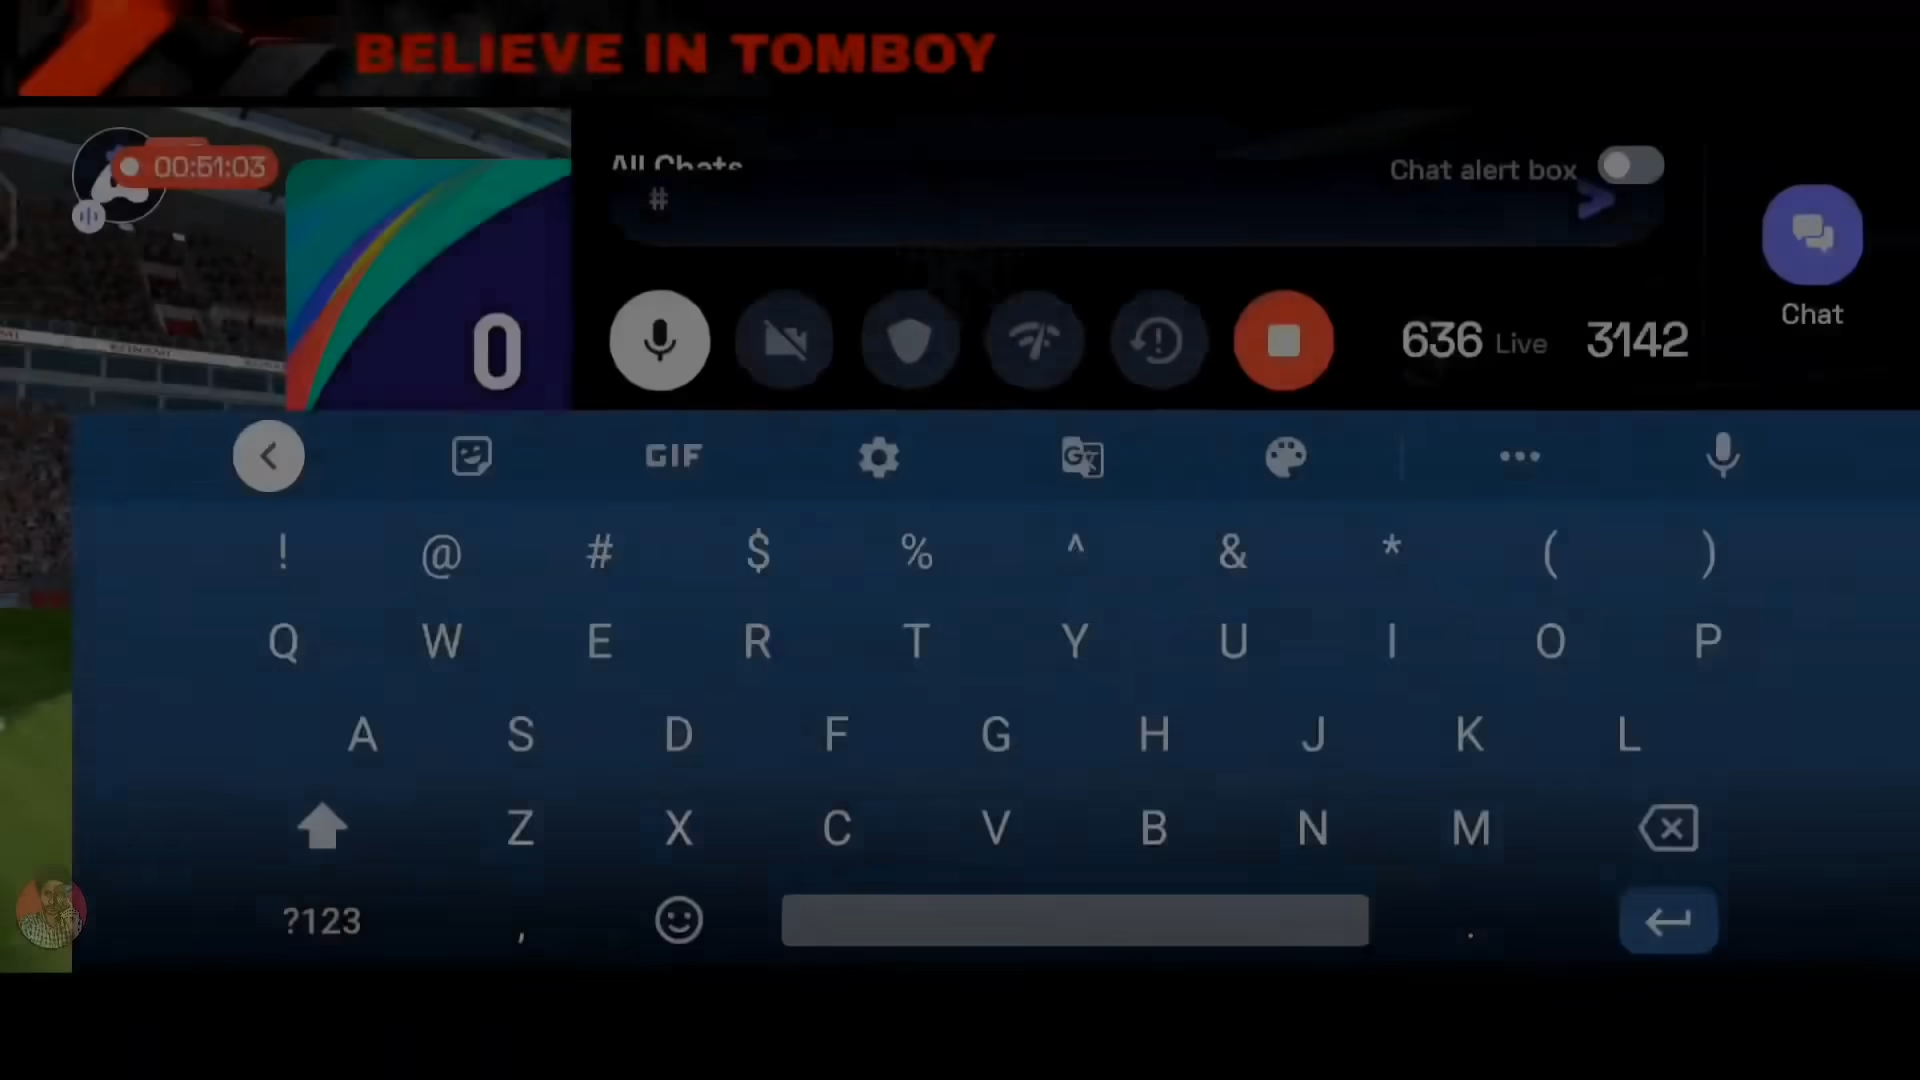 BELIEVE IN TOMBOY
00:51:03
All Chats
Chat alert box
#
Chat
0
636 Live 3142
GIF
! @ # $ % ^ & * ( )
Q W E R T Y U I O P
A S D F G H J K L
Z X C V B N M
?123 , .